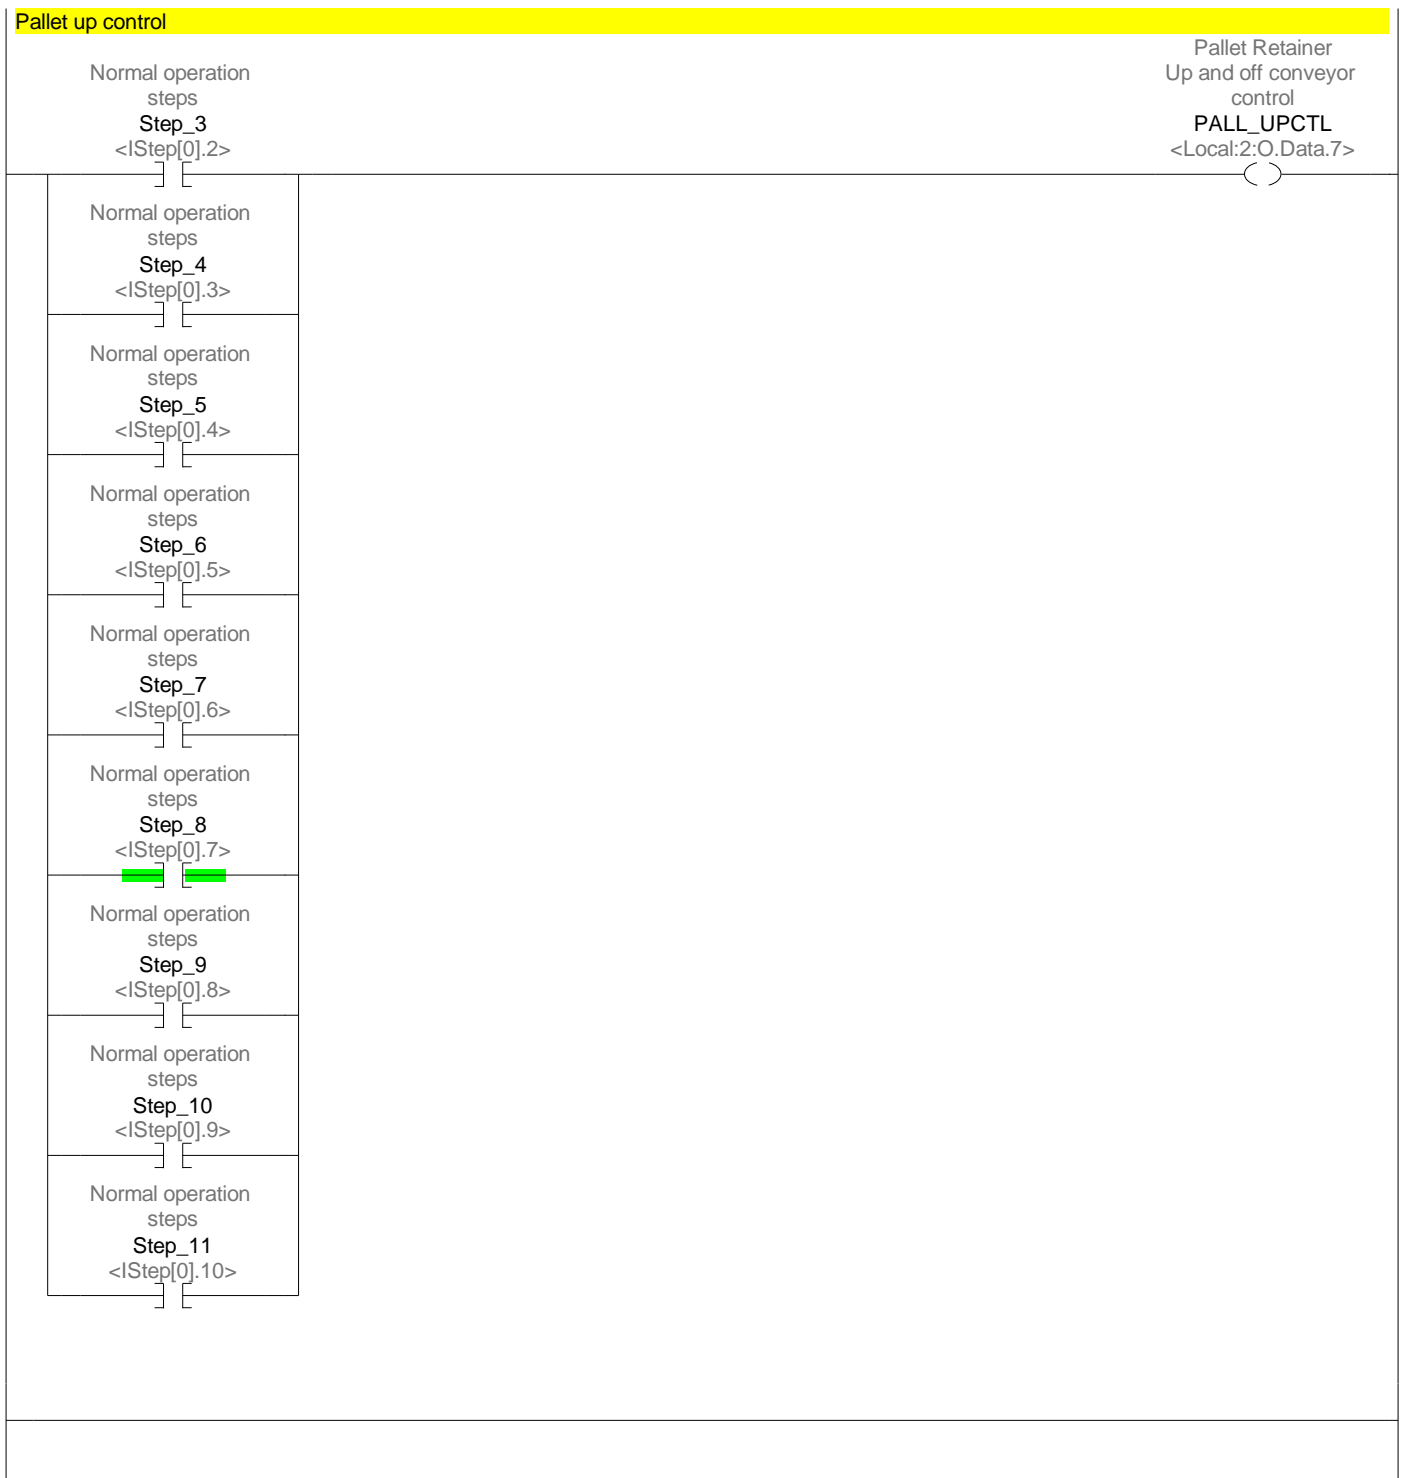 Pallet up control
Pallet Retainer
Up and off conveyor
control
PALL_UPCTL
<Local:2:O.Data.7>
Normal operation
steps
Step_3
<IStep[0].2>
Normal operation
steps
Step_4
<IStep[0].3>
Normal operation
steps
Step_5
<IStep[0].4>
Normal operation
steps
Step_6
<IStep[0].5>
Normal operation
steps
Step_7
<IStep[0].6>
Normal operation
steps
Step_8
<IStep[0].7>
Normal operation
steps
Step_9
<IStep[0].8>
Normal operation
steps
Step_10
<IStep[0].9>
Normal operation
steps
Step_11
<IStep[0].10>